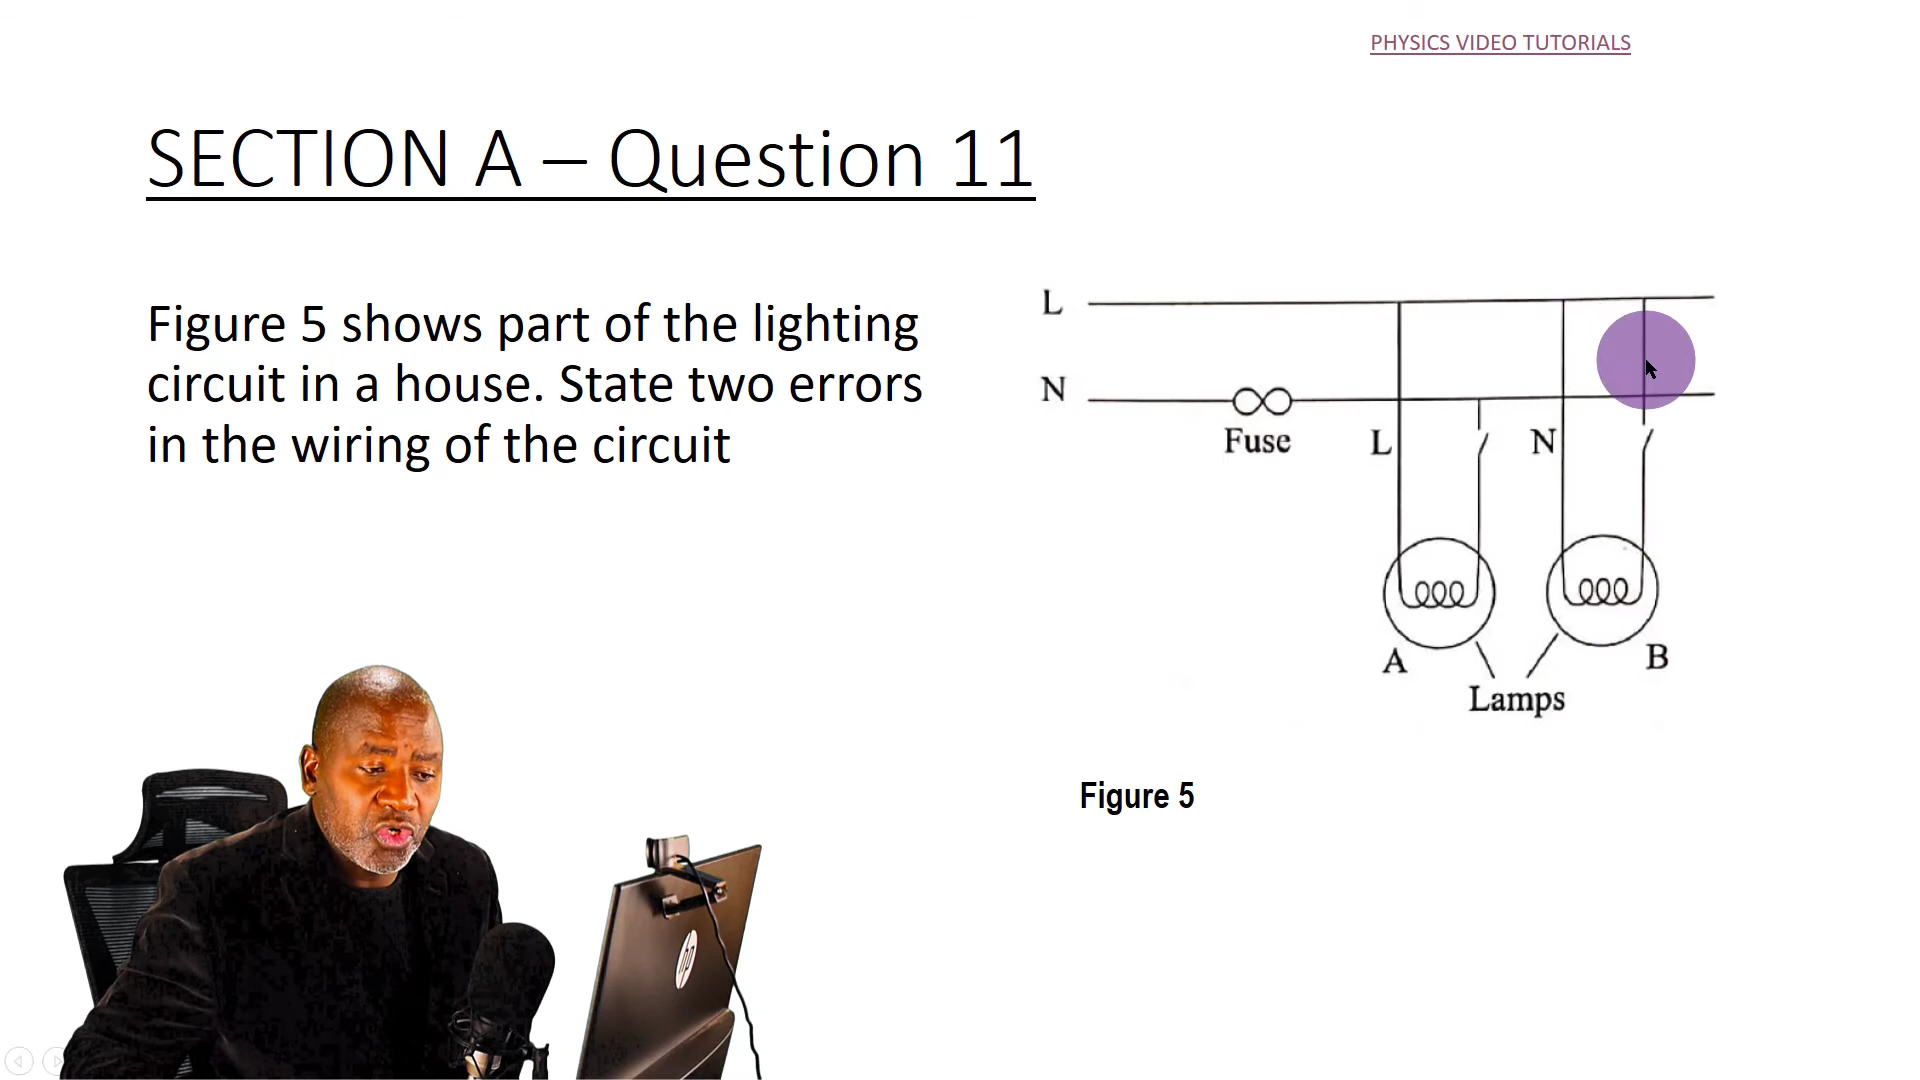 PHYSICS VIDEO TUTORIALS
SECTION A – Question 11
Figure 5 shows part of the lighting
circuit in a house. State two errors
in the wiring of the circuit
L
N
Fuse
L
N
A
B
Lamps
Figure 5
hp